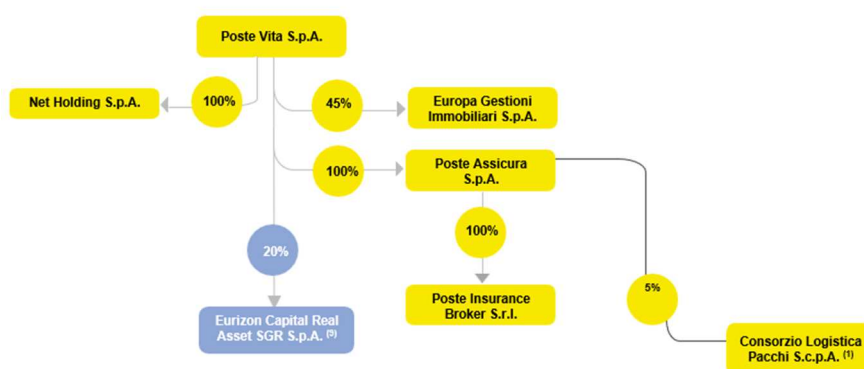 Poste Vita S.p.A.
Net Holding S.p.A.
100%
45%
Europa Gestioni
Immobiliari S.p.A.
100%
Poste Assicura
S.p.A.
20%
100%
5%
Eurizon Capital Real
Asset SGR S.p.A. (9)
Poste Insurance
Broker S.r.l.
Consorzio Logistica
Pacchi S.c.p.A. (1)